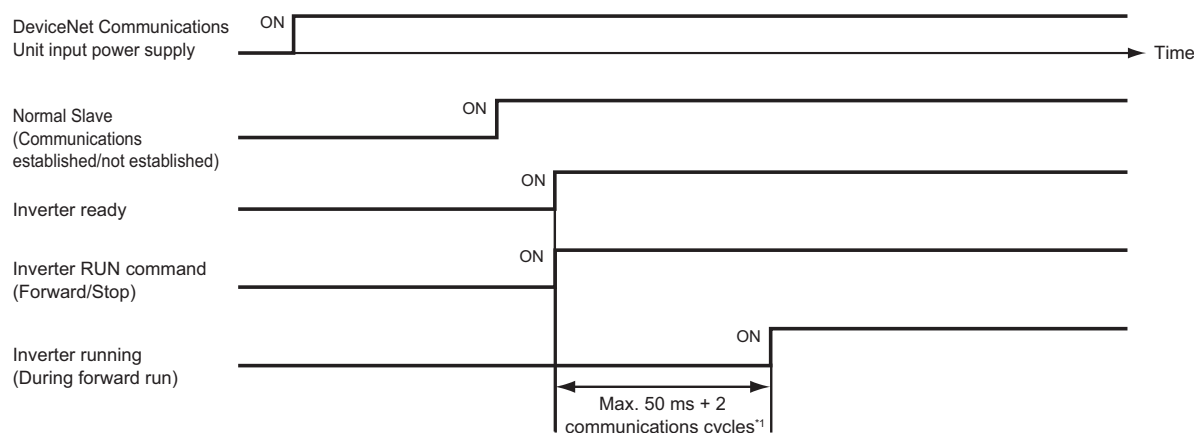 DeviceNet Communications
Unit input power supply
ON
Time
Normal Slave
(Communications
established/not established)
ON
Inverter ready
ON
Inverter RUN command
(Forward/Stop)
ON
Inverter running
(During forward run)
ON
Max. 50 ms + 2
communications cycles*1